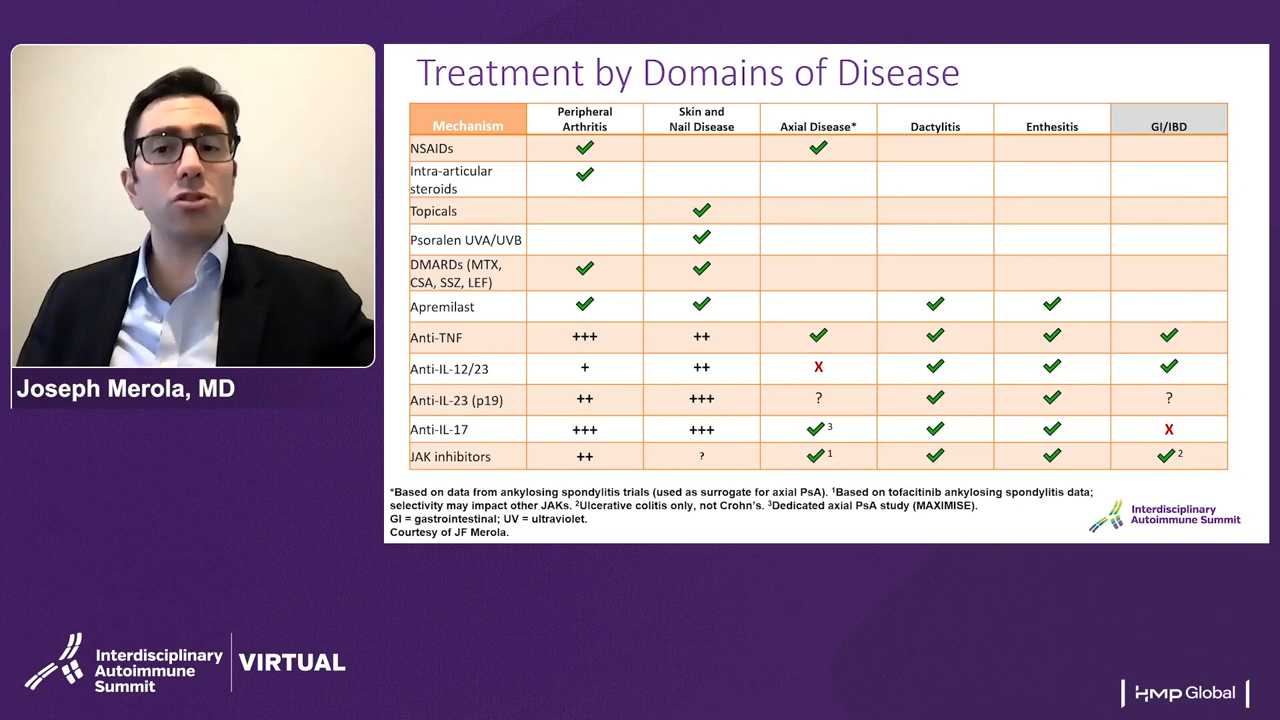 Joseph Merola, MD
Treatment by Domains of Disease
Mechanism
Peripheral
Arthritis
Skin and
Nail Disease
Axial Disease*
Dactylitis
Enthesitis
GI/IBD
NSAIDs ✔ ✔
Intra-articular
steroids ✔
Topicals ✔
Psoralen UVA/UVB ✔
DMARDs (MTX,
CSA, SSZ, LEF) ✔ ✔
Apremilast ✔ ✔ ✔ ✔
Anti-TNF +++ ++ ✔ ✔ ✔ ✔
Anti-IL-12/23 + ++ X ✔ ✔ ✔
Anti-IL-23 (p19) ++ +++ ? ✔ ✔ ?
Anti-IL-17 +++ +++ ✔ 3 ✔ ✔ X
JAK inhibitors ++ ? ✔ 1 ✔ ✔ ✔ 2
*Based on data from ankylosing spondylitis trials (used as surrogate for axial PsA). ¹Based on tofacitinib ankylosing spondylitis data;
selectivity may impact other JAKs. ²Ulcerative colitis only, not Crohn's. ³Dedicated axial PsA study (MAXIMISE).
GI = gastrointestinal; UV = ultraviolet.
Courtesy of JF Merola.
Interdisciplinary
Autoimmune Summit
Interdisciplinary
Autoimmune
Summit
VIRTUAL
HMP Global